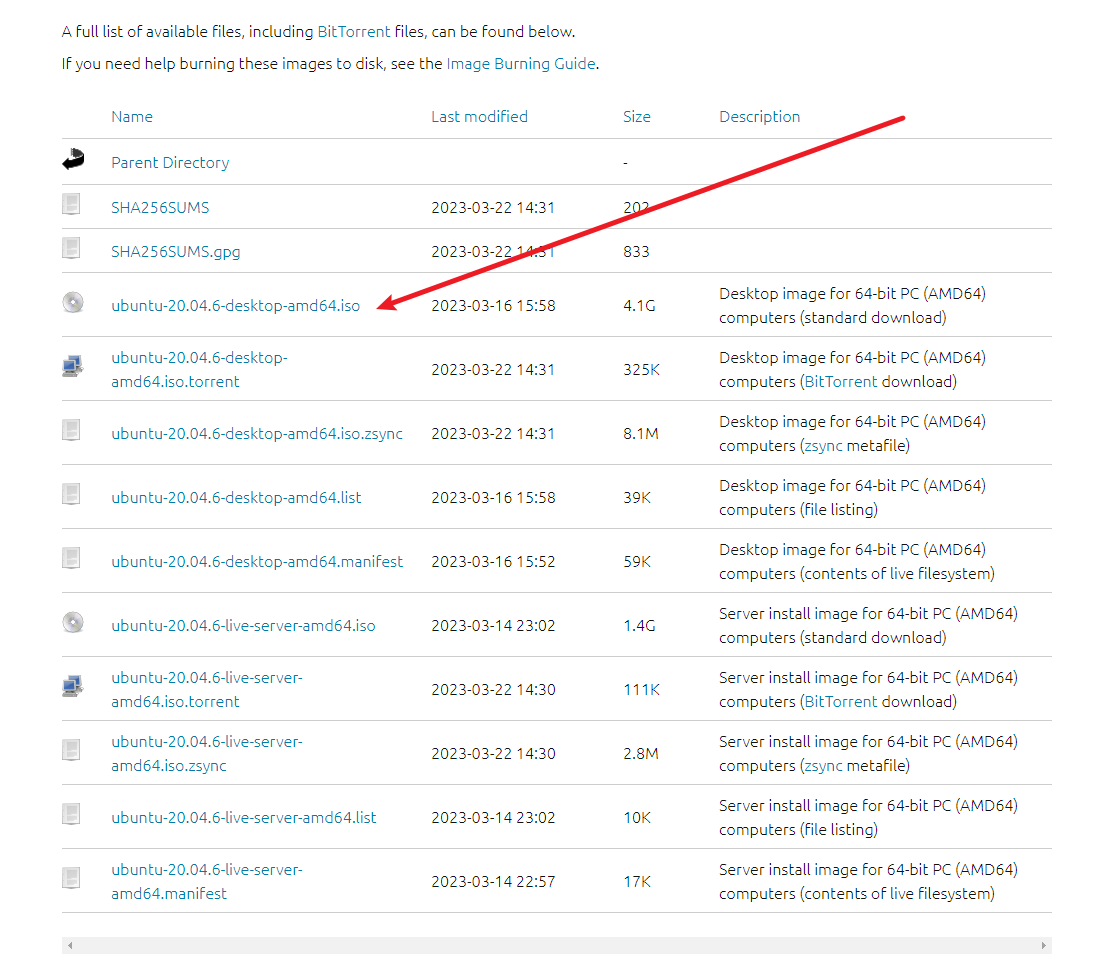 A full list of available files, including BitTorrent files, can be found below.
If you need help burning these images to disk, see the Image Burning Guide.
Name Last modified Size Description
Parent Directory -
SHA256SUMS 2023-03-22 14:31 202
SHA256SUMS.gpg 2023-03-22 14:31 833
ubuntu-20.04.6-desktop-amd64.iso 2023-03-16 15:58 4.1G Desktop image for 64-bit PC (AMD64)
computers (standard download)
ubuntu-20.04.6-desktop-
amd64.iso.torrent 2023-03-22 14:31 325K Desktop image for 64-bit PC (AMD64)
computers (BitTorrent download)
ubuntu-20.04.6-desktop-amd64.iso.zsync 2023-03-22 14:31 8.1M Desktop image for 64-bit PC (AMD64)
computers (zsync metafile)
ubuntu-20.04.6-desktop-amd64.list 2023-03-16 15:58 39K Desktop image for 64-bit PC (AMD64)
computers (file listing)
ubuntu-20.04.6-desktop-amd64.manifest 2023-03-16 15:52 59K Desktop image for 64-bit PC (AMD64)
computers (contents of live filesystem)
ubuntu-20.04.6-live-server-amd64.iso 2023-03-14 23:02 1.4G Server install image for 64-bit PC (AMD64)
computers (standard download)
ubuntu-20.04.6-live-server-
amd64.iso.torrent 2023-03-22 14:30 111K Server install image for 64-bit PC (AMD64)
computers (BitTorrent download)
ubuntu-20.04.6-live-server-
amd64.iso.zsync 2023-03-22 14:30 2.8M Server install image for 64-bit PC (AMD64)
computers (zsync metafile)
ubuntu-20.04.6-live-server-amd64.list 2023-03-14 23:02 10K Server install image for 64-bit PC (AMD64)
computers (file listing)
ubuntu-20.04.6-live-server-
amd64.manifest 2023-03-14 22:57 17K Server install image for 64-bit PC (AMD64)
computers (contents of live filesystem)